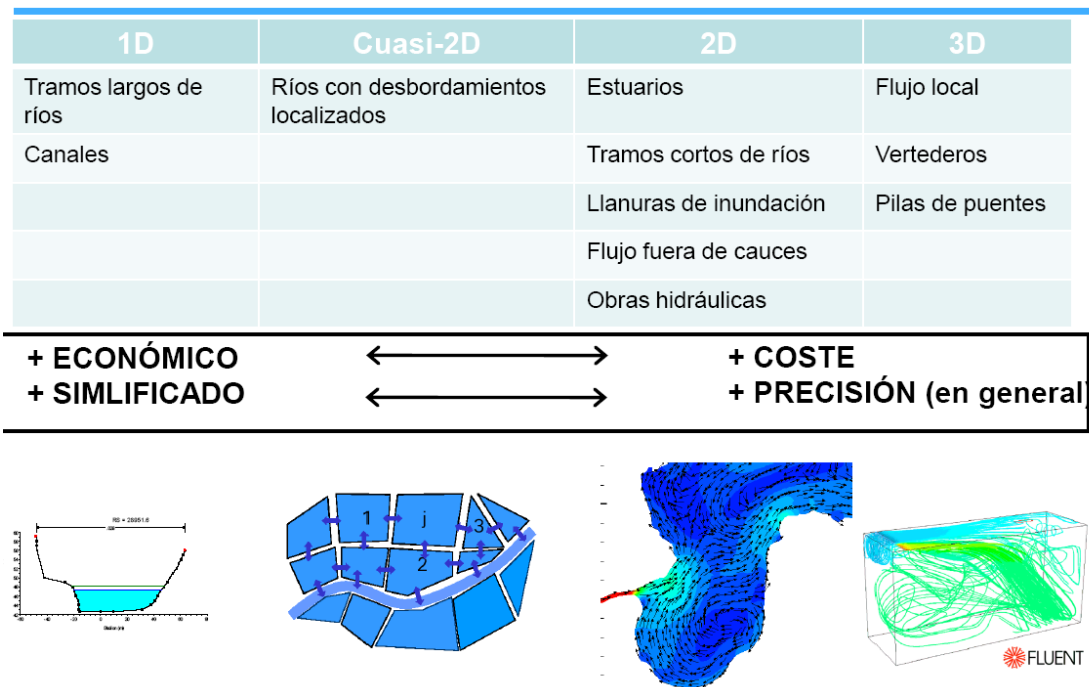 1D Cuasi-2D 2D 3D
Tramos largos de ríos
Ríos con desbordamientos localizados
Estuarios
Flujo local
Canales
Tramos cortos de ríos
Vertederos
Llanuras de inundación
Pilas de puentes
Flujo fuera de cauces
Obras hidráulicas
+ ECONÓMICO
+ COSTE
+ SIMLIFICADO
+ PRECISIÓN (en general)
1 j 3
2
FLUENT